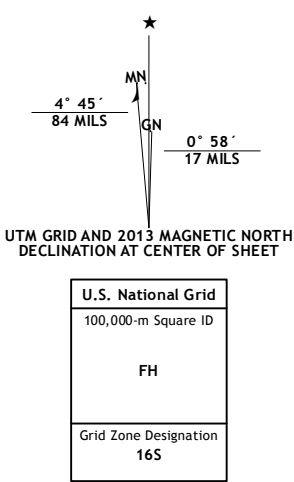 ★
MN
4° 45´
84 MILS
GN
0° 58´
17 MILS
UTM GRID AND 2013 MAGNETIC NORTH
DECLINATION AT CENTER OF SHEET
U.S. National Grid
100,000-m Square ID
FH
Grid Zone Designation
16S